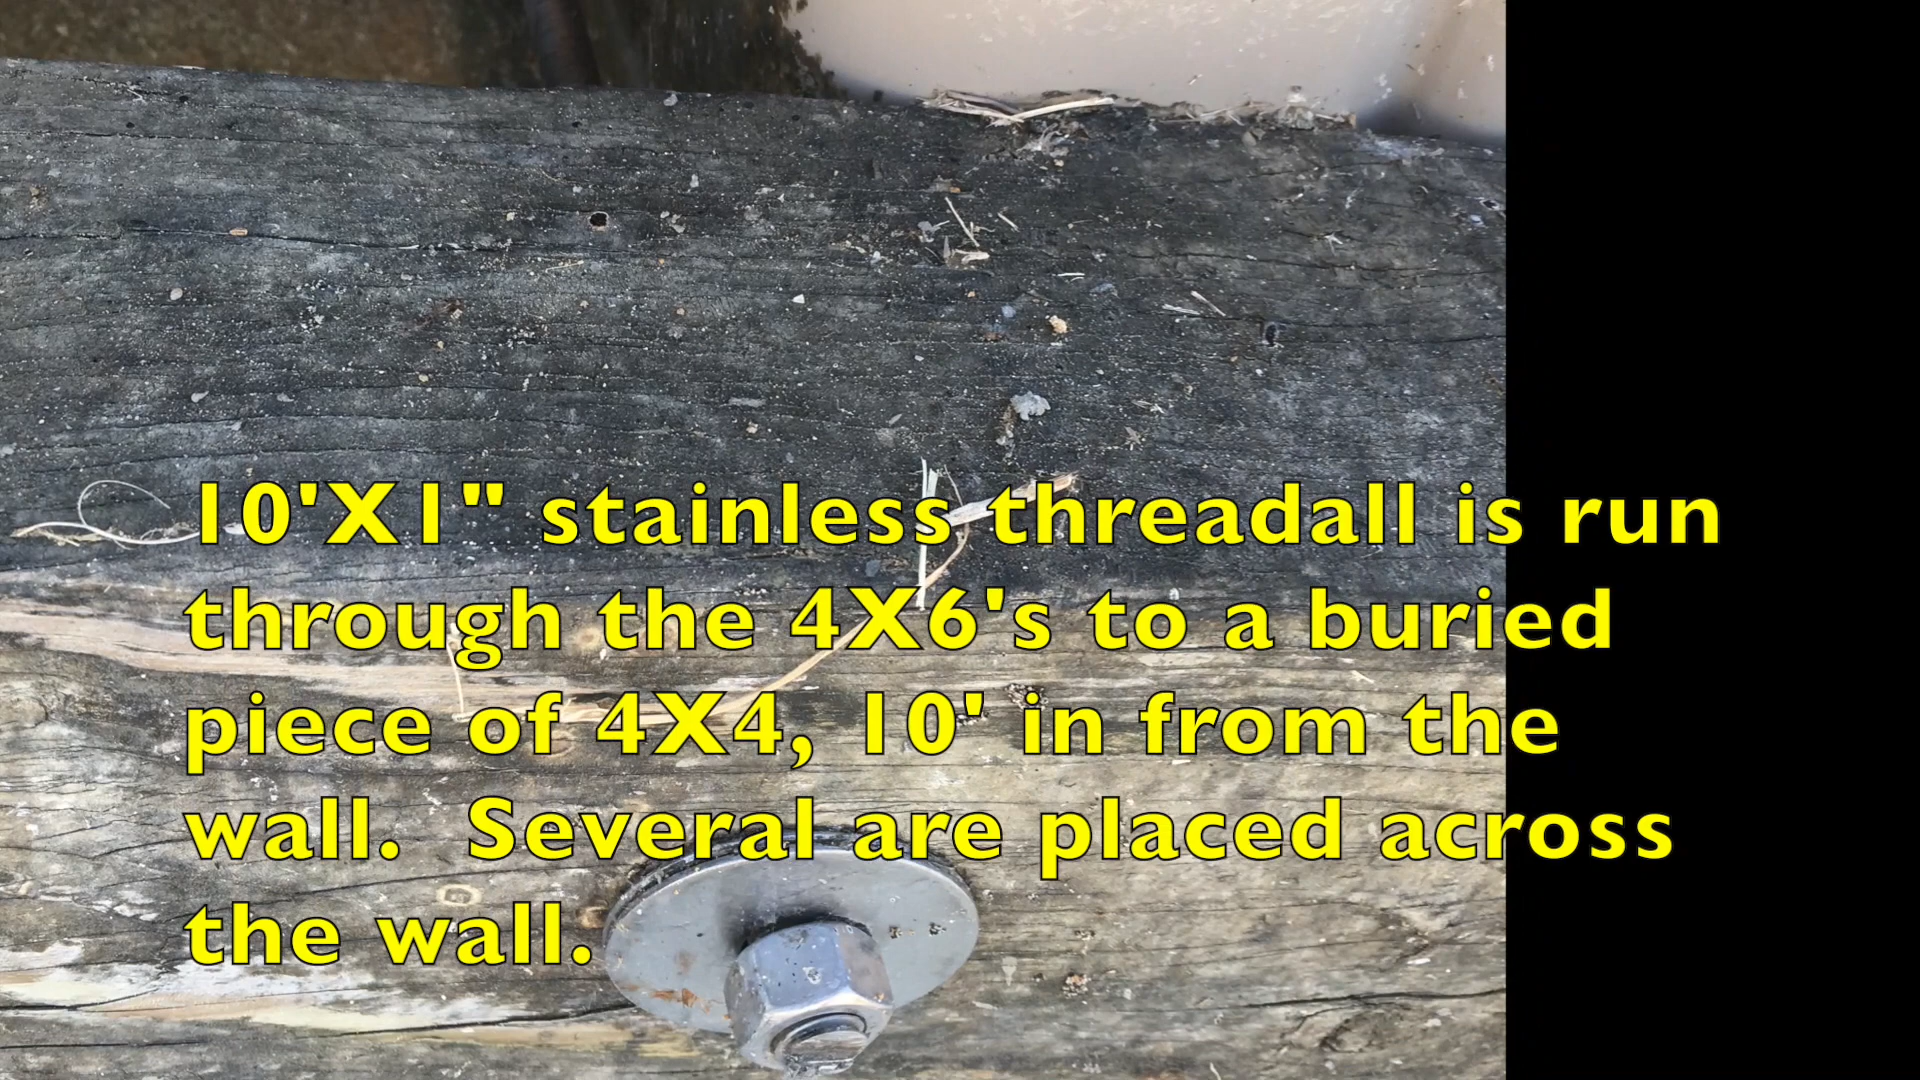 10'X1" stainless threadall is run
through the 4X6's to a buried
piece of 4X4, 10' in from the
wall.  Several are placed across
the wall.